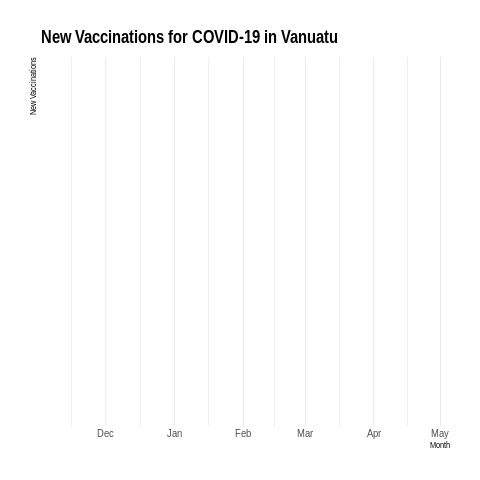 New Vaccinations for COVID-19 in Vanuatu
New Vaccinations
Dec Jan Feb Mar Apr May
Month